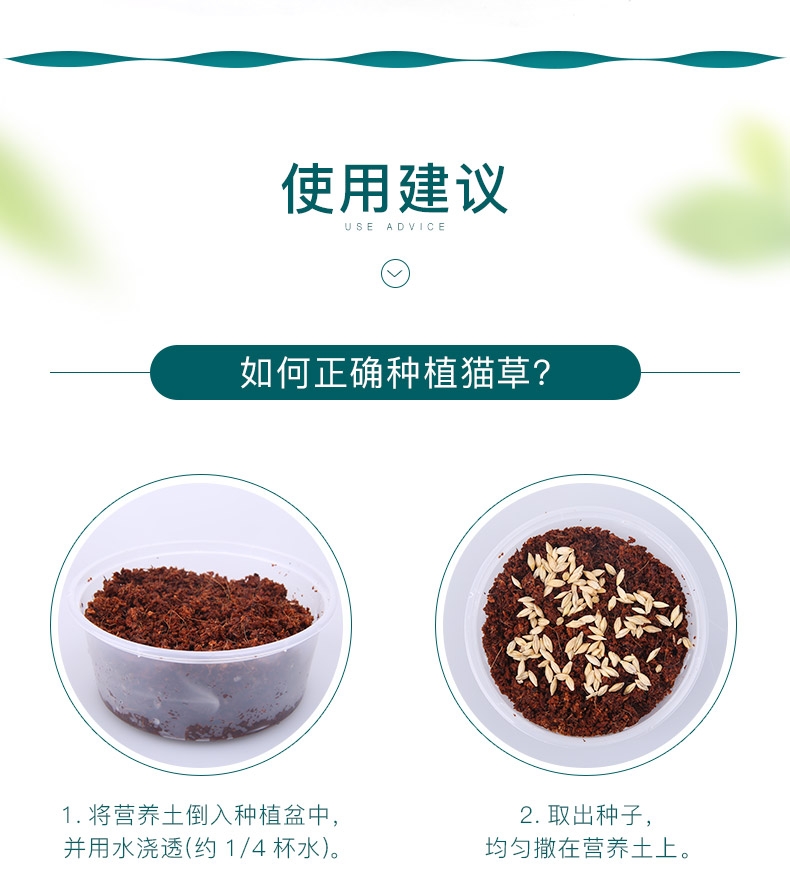 使用建议
USE ADVICE
如何正确种植猫草?
1. 将营养土倒入种植盆中,
并用水浇透(约 1/4 杯水)。
2. 取出种子,
均匀撒在营养土上。